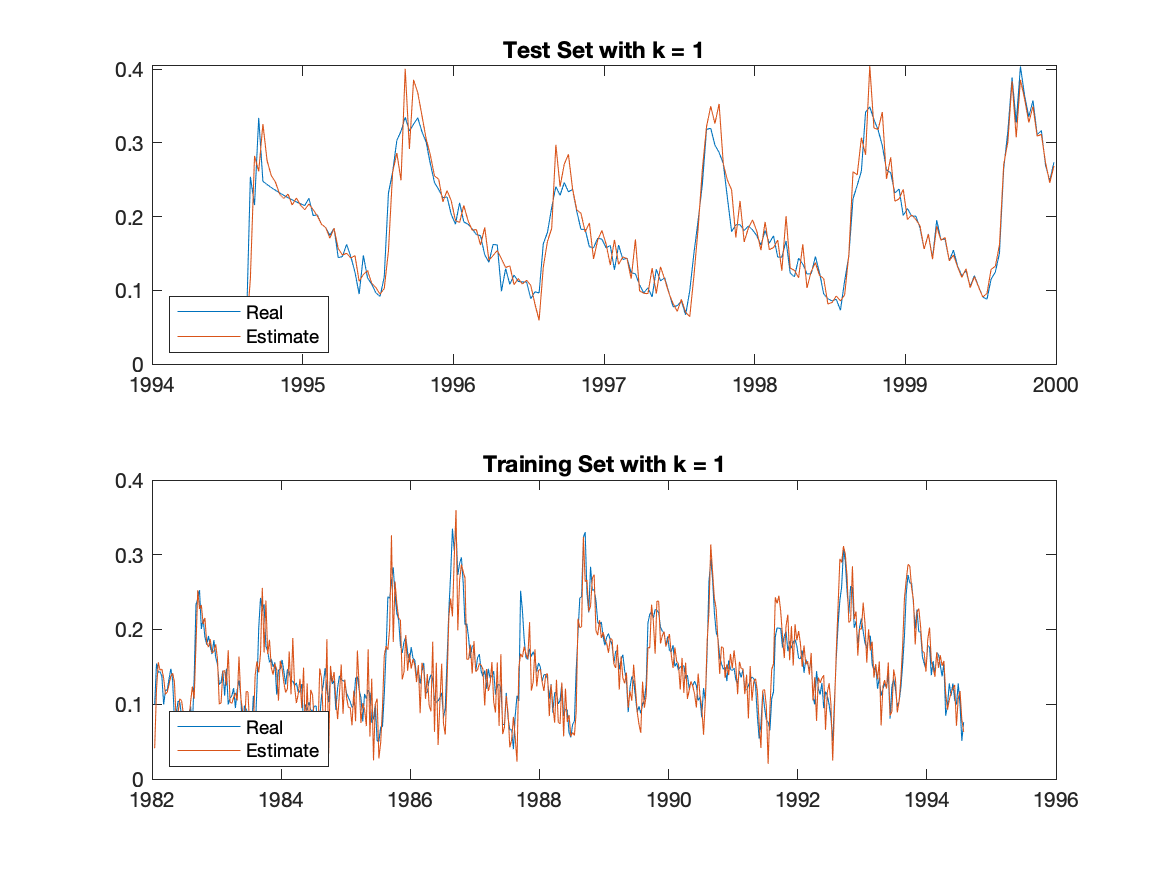 Test Set with k = 1
0.4
0.3
0.2
0.1
0
Real
Estimate
1994 1995 1996 1997 1998 1999 2000
Training Set with k = 1
0.4
0.3
0.2
0.1
0
Real
Estimate
1982 1984 1986 1988 1990 1992 1994 1996